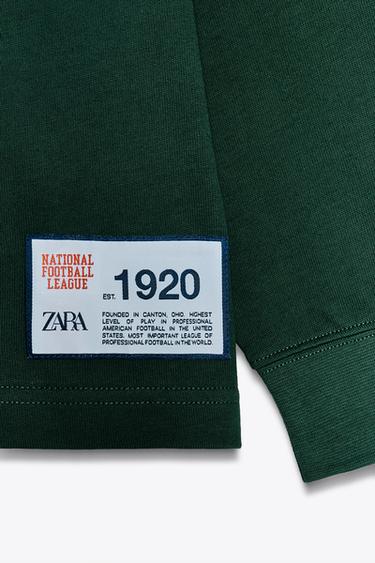 NATIONAL
FOOTBALL
LEAGUE
EST. 1920
ZARA
FOUNDED IN CANTON, OHIO. HIGHEST
LEVEL OF PLAY IN PROFESSIONAL
AMERICAN FOOTBALL IN THE UNITED
STATES. MOST IMPORTANT LEAGUE OF
PROFESSIONAL FOOTBALL IN THE WORLD.